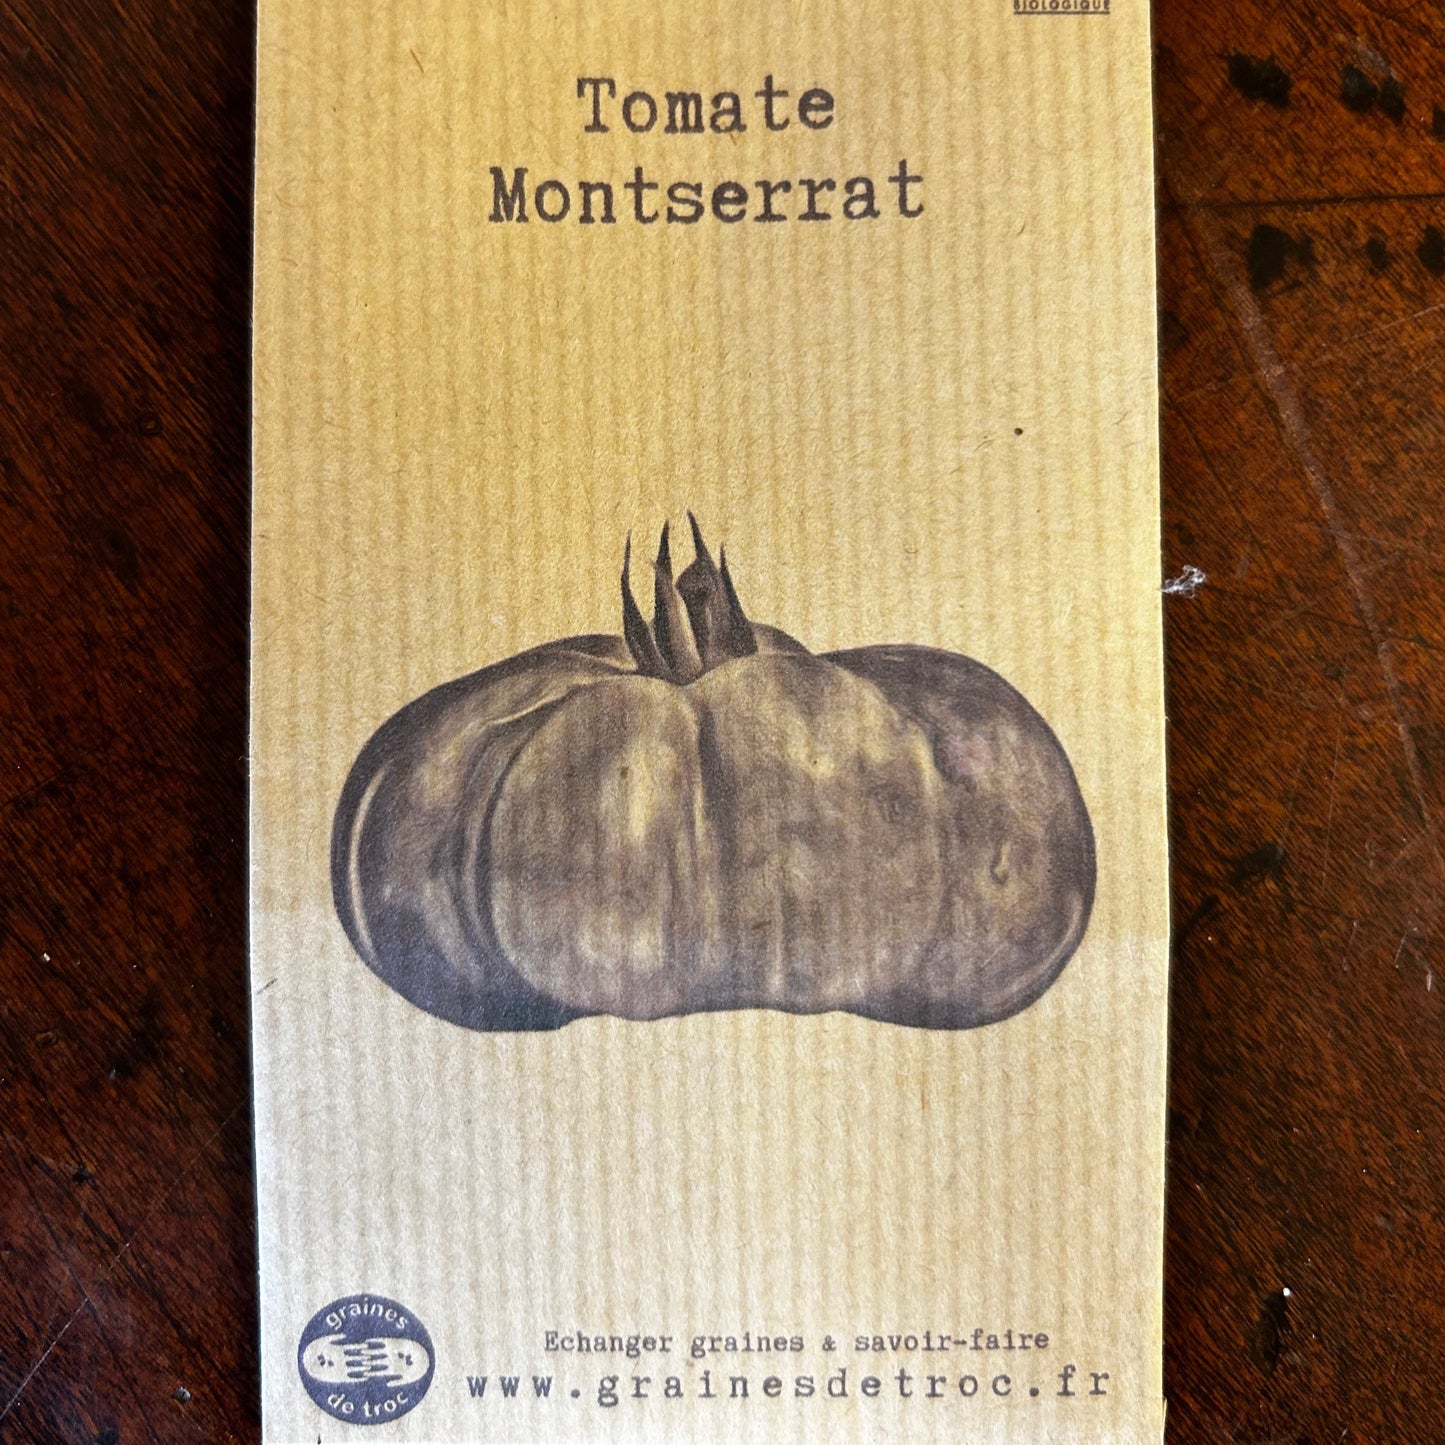 BIOLOGIQUE
Tomate
Montserrat
graines
de troc
Echanger graines & savoir-faire
www.grainesdetroc.fr